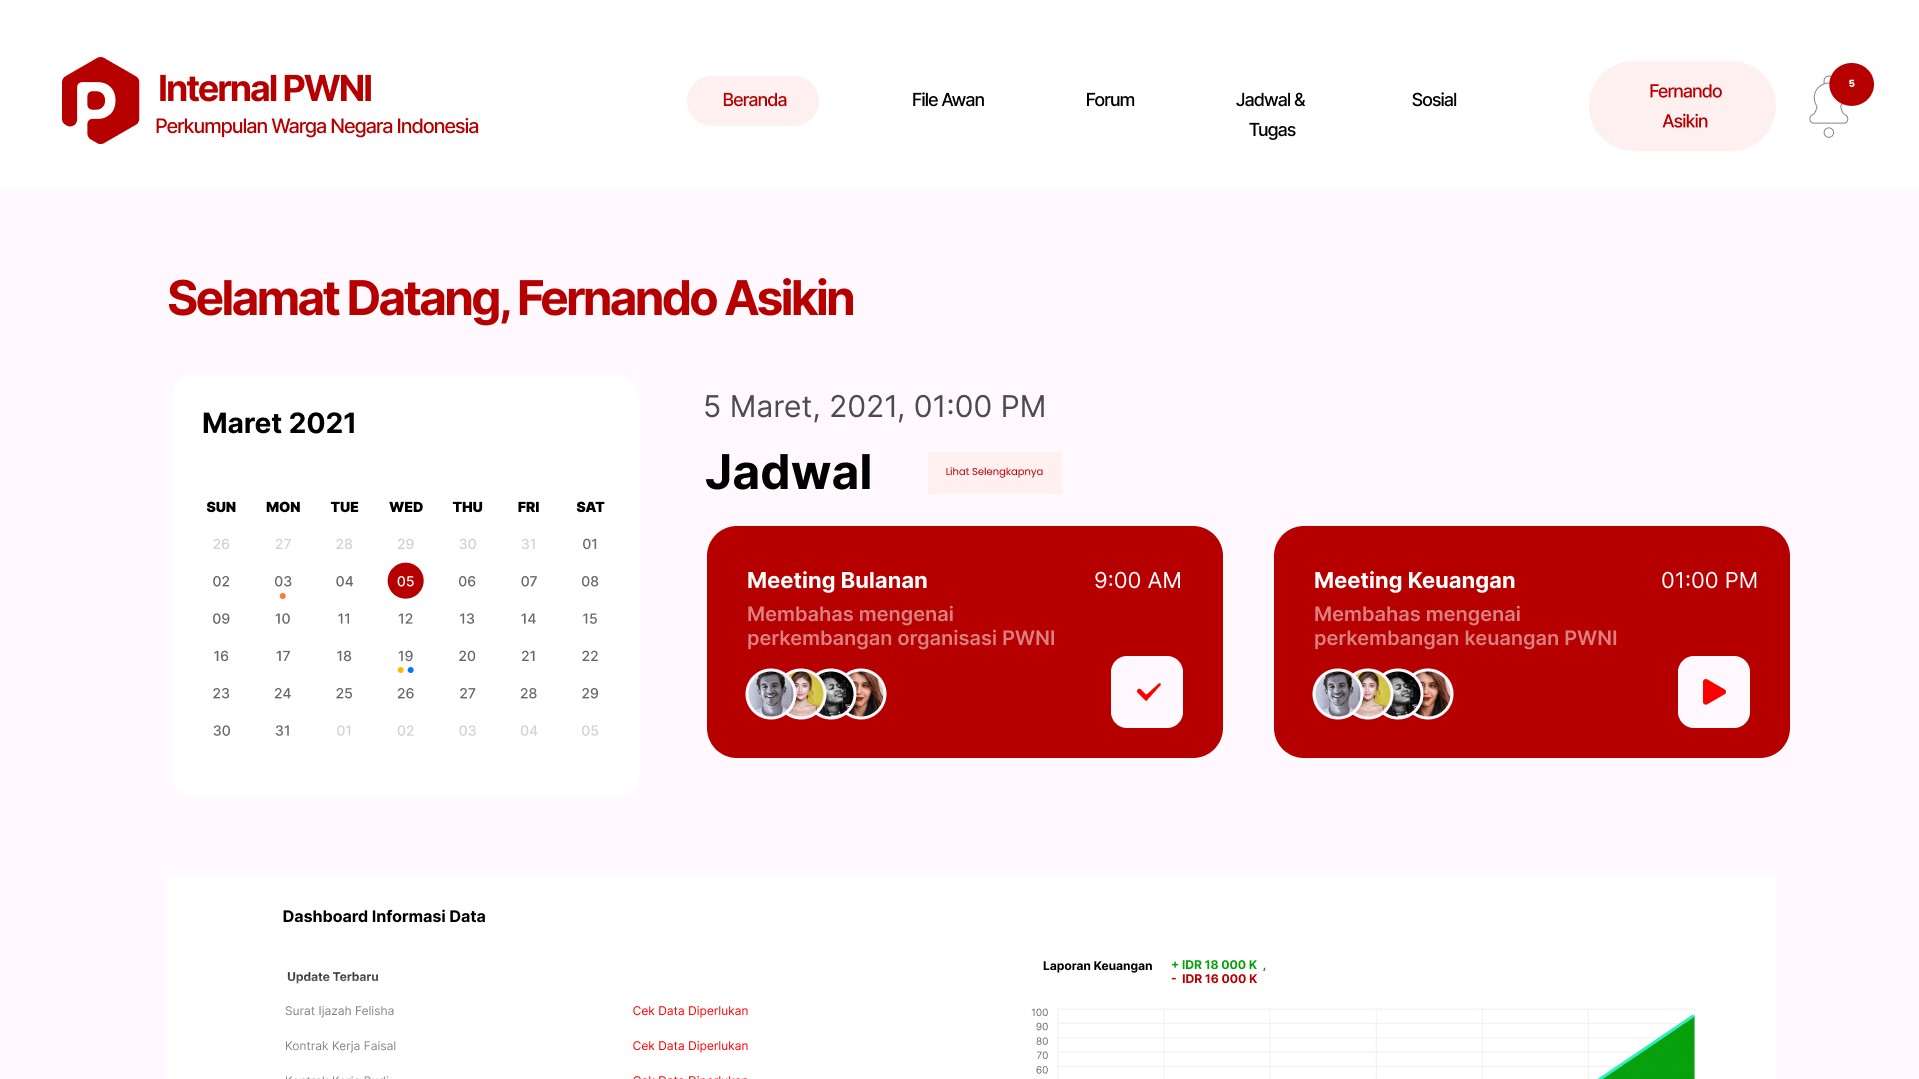 Internal PWNI
Perkumpulan Warga Negara Indonesia
Beranda
File Awan
Forum
Jadwal &
Tugas
Sosial
Fernando
Asikin
5
Selamat Datang, Fernando Asikin
Maret 2021
SUN MON TUE WED THU FRI SAT
26 27 28 29 30 31 01
02 03 04 05 06 07 08
09 10 11 12 13 14 15
16 17 18 19 20 21 22
23 24 25 26 27 28 29
30 31 01 02 03 04 05
5 Maret, 2021, 01:00 PM
Jadwal
Lihat Selengkapnya
Meeting Bulanan 9:00 AM
Membahas mengenai
perkembangan organisasi PWNI
Meeting Keuangan 01:00 PM
Membahas mengenai
perkembangan keuangan PWNI
Dashboard Informasi Data
Update Terbaru
Surat Ijazah Felisha Cek Data Diperlukan
Kontrak Kerja Faisal Cek Data Diperlukan
Laporan Keuangan
+ IDR 18 000 K ,
- IDR 16 000 K
100
90
80
70
60